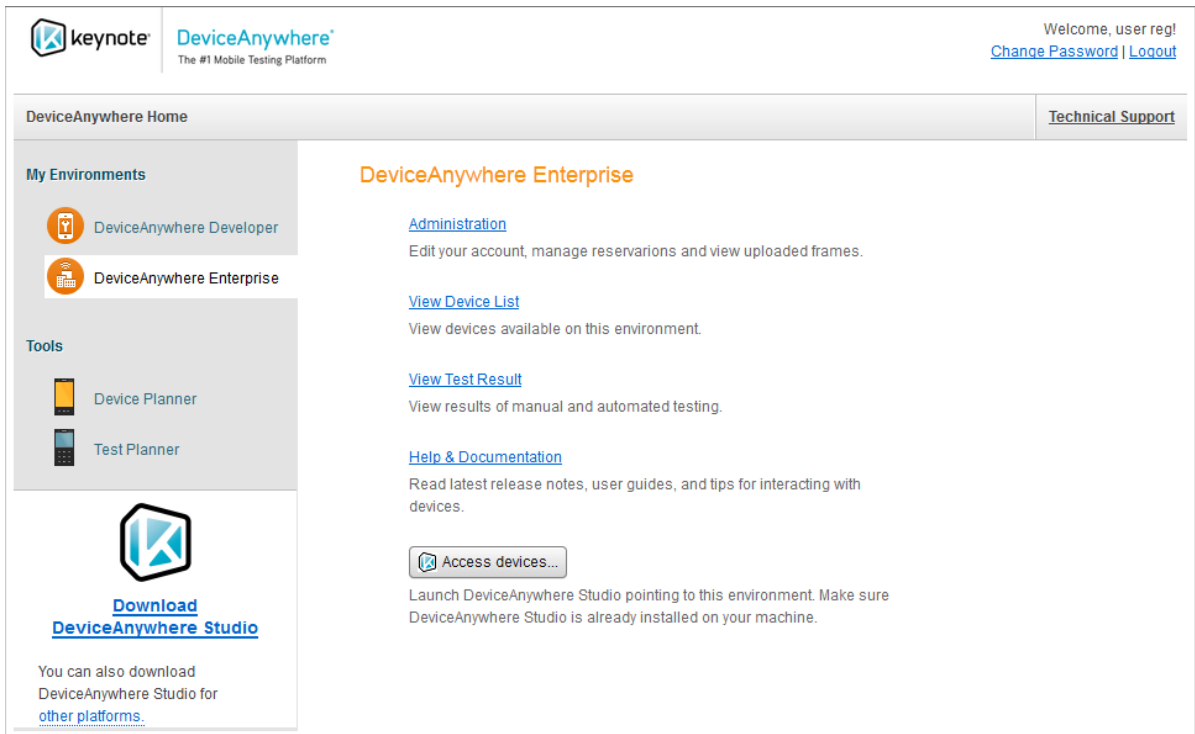 keynote
DeviceAnywhere
The #1 Mobile Testing Platform
Welcome, user reg!
Change Password | Logout
DeviceAnywhere Home
Technical Support
My Environments
DeviceAnywhere Developer
DeviceAnywhere Enterprise
Tools
Device Planner
Test Planner
Download
DeviceAnywhere Studio
You can also download
DeviceAnywhere Studio for
other platforms.
DeviceAnywhere Enterprise
Administration
Edit your account, manage reservarions and view uploaded frames.
View Device List
View devices available on this environment.
View Test Result
View results of manual and automated testing.
Help & Documentation
Read latest release notes, user guides, and tips for interacting with
devices.
Access devices...
Launch DeviceAnywhere Studio pointing to this environment. Make sure
DeviceAnywhere Studio is already installed on your machine.